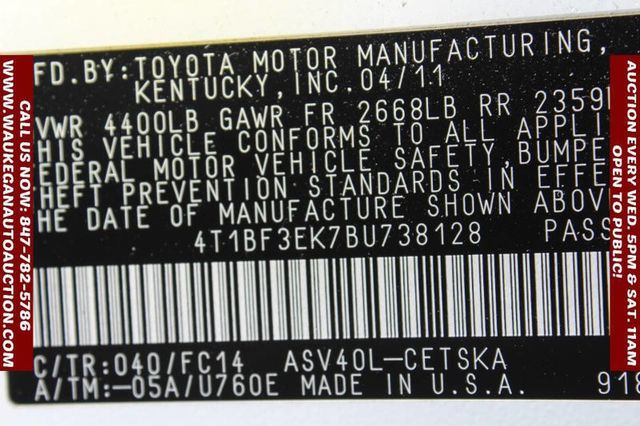 FD.BY:TOYOTA MOTOR MANUFACTURING,
KENTUCKY,INC.04/11
VWR 4400LB GAWR FR 2668LB RR 2359
HIS VEHICLE CONFORMS TO ALL APPLI
EDERAL MOTOR VEHICLE SAFETY,BUMPE
HEFT PREVENTION STANDARDS IN EFFE
HE DATE OF MANUFACTURE SHOWN ABOV
4T1BF3EK7BU738128 PASS
C/TR:040/FC14 ASV40L-CETSKA
A/TM:-05A/U760E MADE IN U.S.A. 918
CALL US NOW: 847-782-5786
WWW.WAUKEGANAUTOAUCTION.COM
AUCTION EVERY WED. 5PM & SAT. 11AM
OPEN TO PUBLIC!